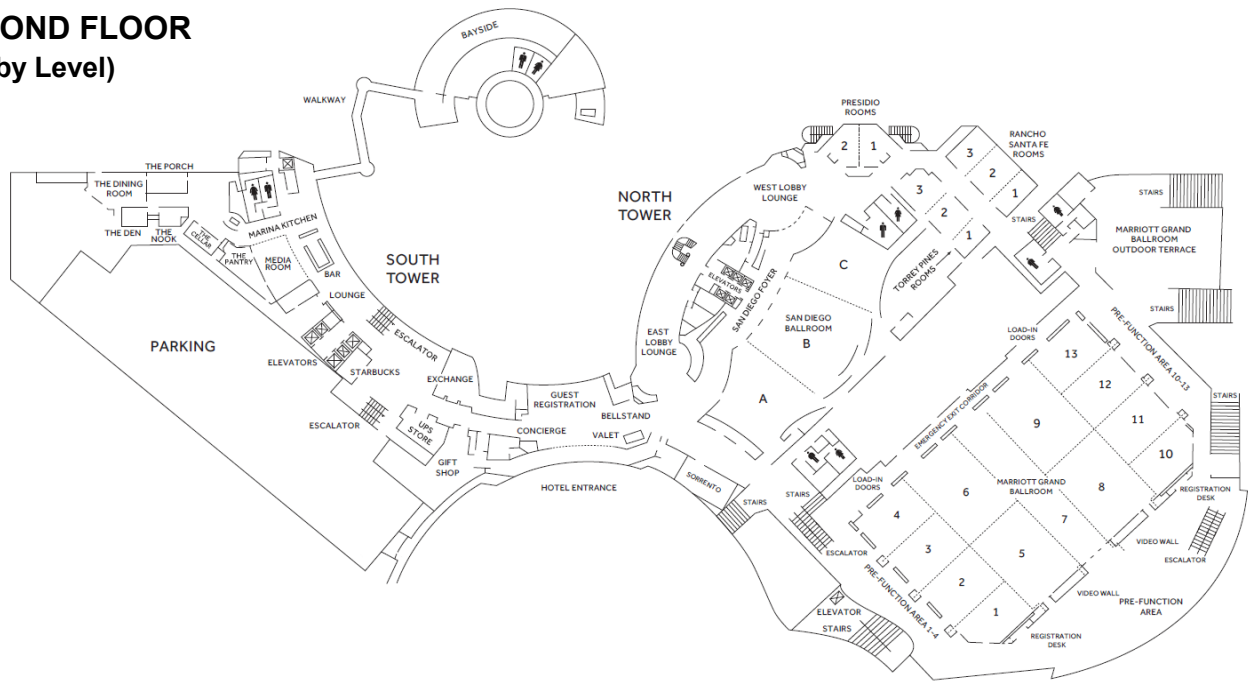 OND FLOOR
by Level)
BAYSIDE
WALKWAY
THE PORCH
THE DINING
ROOM
THE DEN
THE
NOOK
THE
CELLAR
THE
PANTRY
MARINA KITCHEN
MEDIA
ROOM
BAR
LOUNGE
SOUTH
TOWER
PARKING
ELEVATORS
ESCALATOR
STARBUCKS
EXCHANGE
ESCALATOR
UPS
STORE
GIFT
SHOP
GUEST
REGISTRATION
BELLSTAND
CONCIERGE
VALET
HOTEL ENTRANCE
SORRENTO
NORTH
TOWER
WEST LOBBY
LOUNGE
ELEVATORS
SAN DIEGO FOYER
EAST
LOBBY
LOUNGE
SAN DIEGO
BALLROOM
A
B
C
PRESIDIO
ROOMS
2
1
RANCHO
SANTA FE
ROOMS
3
2
1
3
2
1
TORREY PINES
ROOMS
STAIRS
STAIRS
MARRIOTT GRAND
BALLROOM
OUTDOOR TERRACE
STAIRS
PRE-FUNCTION AREA 10-13
LOAD-IN
DOORS
EMERGENCY EXIT CORRIDOR
13
12
11
10
9
8
7
6
5
4
3
2
1
MARRIOTT GRAND
BALLROOM
STAIRS
REGISTRATION
DESK
VIDEO WALL
ESCALATOR
VIDEO WALL
PRE-FUNCTION
AREA
REGISTRATION
DESK
LOAD-IN
DOORS
STAIRS
STAIRS
ESCALATOR
PRE-FUNCTION AREA 1-4
ELEVATOR
STAIRS